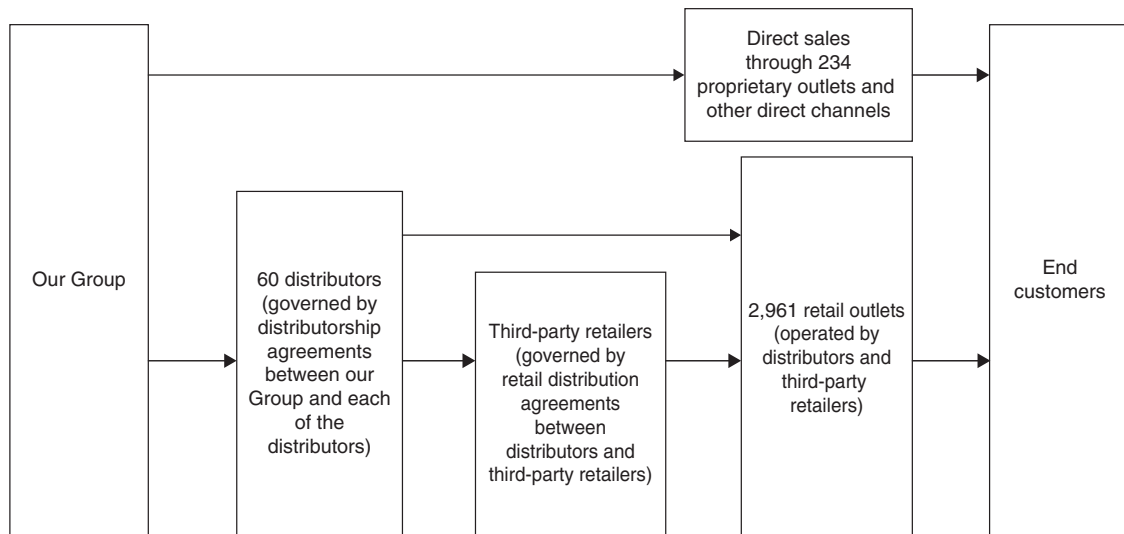 Our Group
60 distributors
(governed by
distributorship
agreements
between our
Group and each
of the
distributors)
Third-party retailers
(governed by
retail distribution
agreements
between
distributors and
third-party retailers)
Direct sales
through 234
proprietary outlets and
other direct channels
2,961 retail outlets
(operated by
distributors and
third-party
retailers)
End
customers